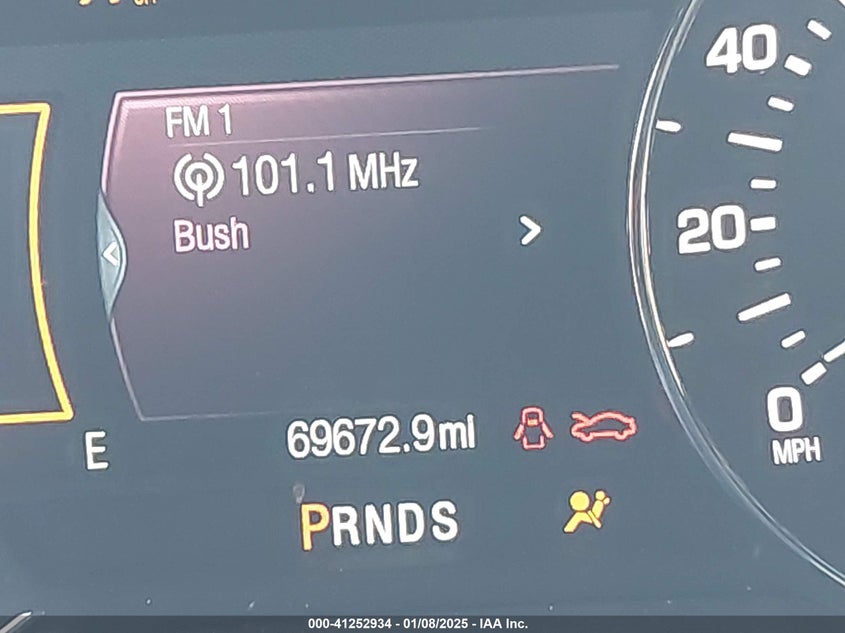 FM 1
101.1 MHz
Bush
40
20
0
MPH
69672.9mi
E
PRNDS
000-41252934 - 01/08/2025 - IAA Inc.